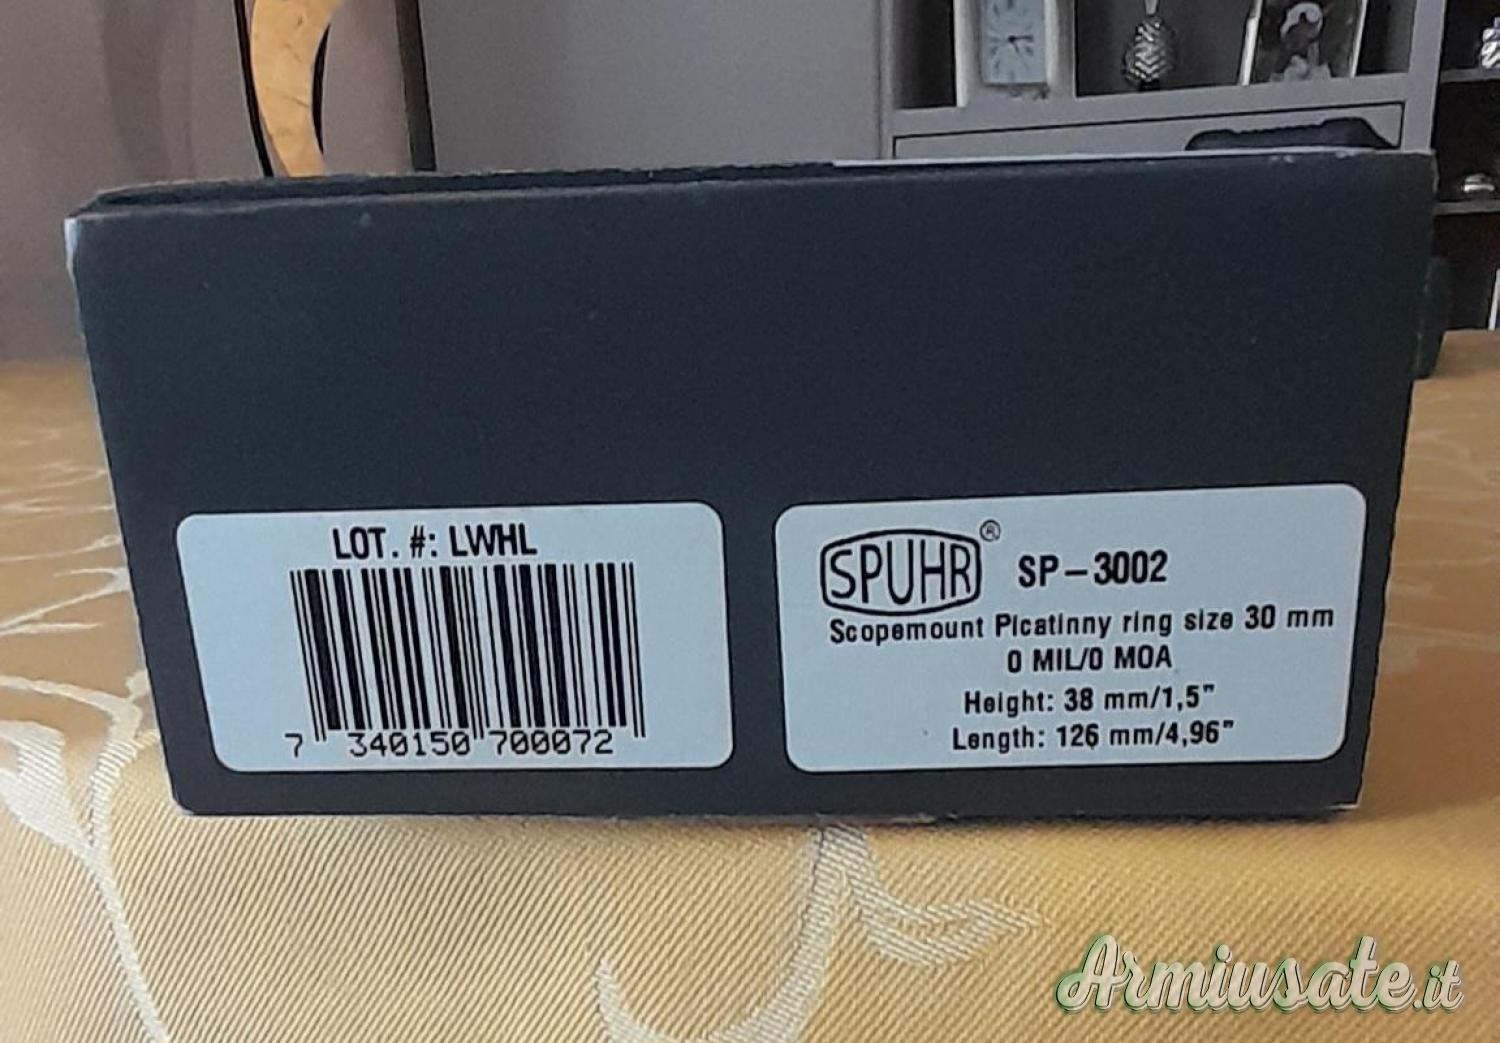 LOT. #: LWHL
7 340150 700072
SPUHR® SP-3002
Scopemount Picatinny ring size 30 mm
0 MIL/0 MOA
Height: 38 mm/1,5"
Length: 126 mm/4,96"
Armiusate.it